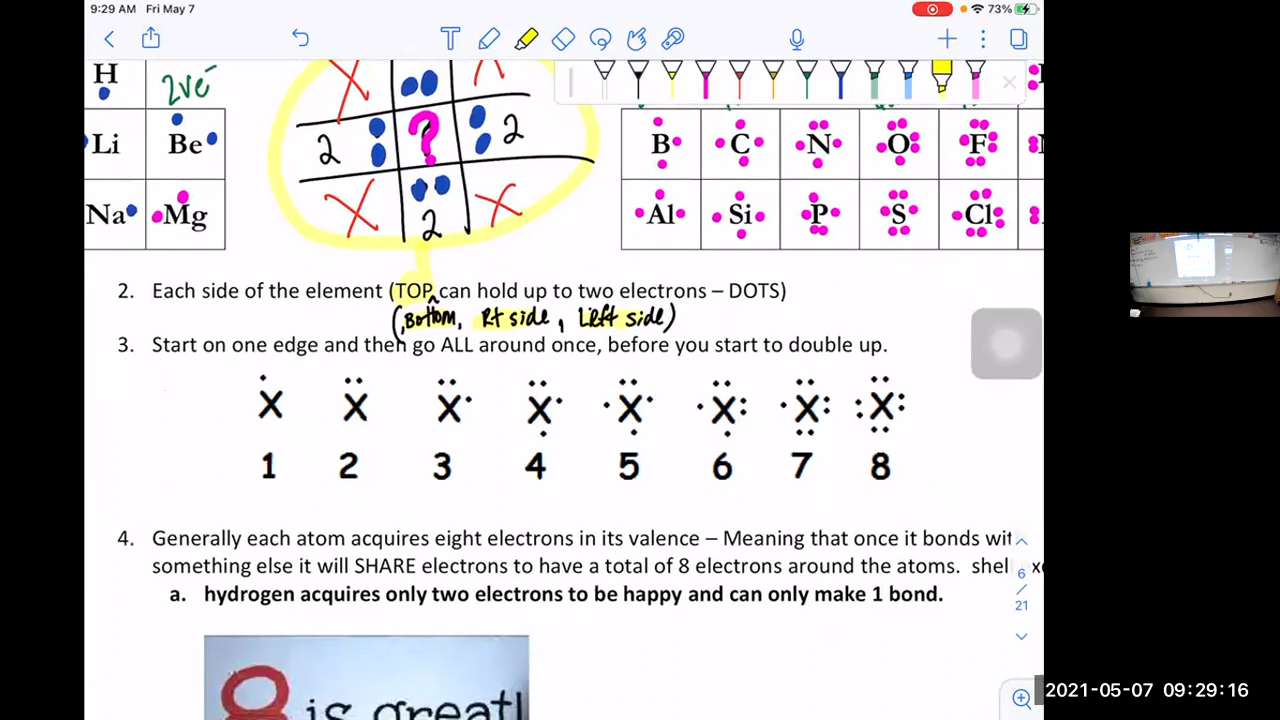 9:29 AM Fri May 7
73%
H
2ve⁻
Li
Be
2
?
2
B
C
N
O
F
Na
Mg
X
2
X
Al
Si
P
S
Cl
2. Each side of the element (TOP can hold up to two electrons – DOTS)
(, Bottom, Rt side, Left side)
3. Start on one edge and then go ALL around once, before you start to double up.
X X X X X X X X
1 2 3 4 5 6 7 8
4. Generally each atom acquires eight electrons in its valence – Meaning that once it bonds wit
something else it will SHARE electrons to have a total of 8 electrons around the atoms. shel
a. hydrogen acquires only two electrons to be happy and can only make 1 bond.
6
/
21
8 is great!
2021-05-07 09:29:16